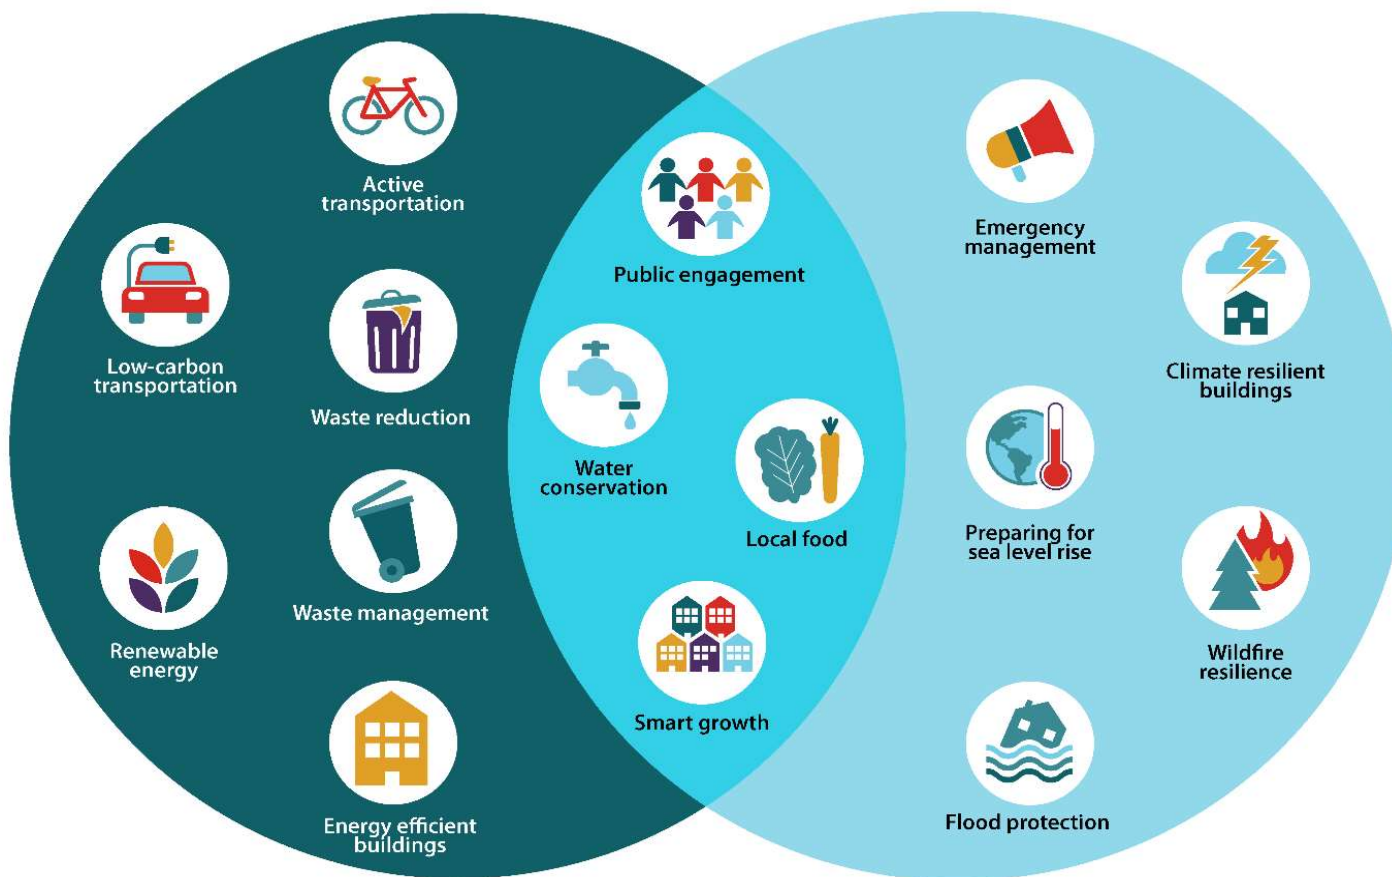 Active
transportation
Low-carbon
transportation
Waste reduction
Waste management
Renewable
energy
Energy efficient
buildings
Public engagement
Water
conservation
Local food
Smart growth
Emergency
management
Climate resilient
buildings
Preparing for
sea level rise
Wildfire
resilience
Flood protection